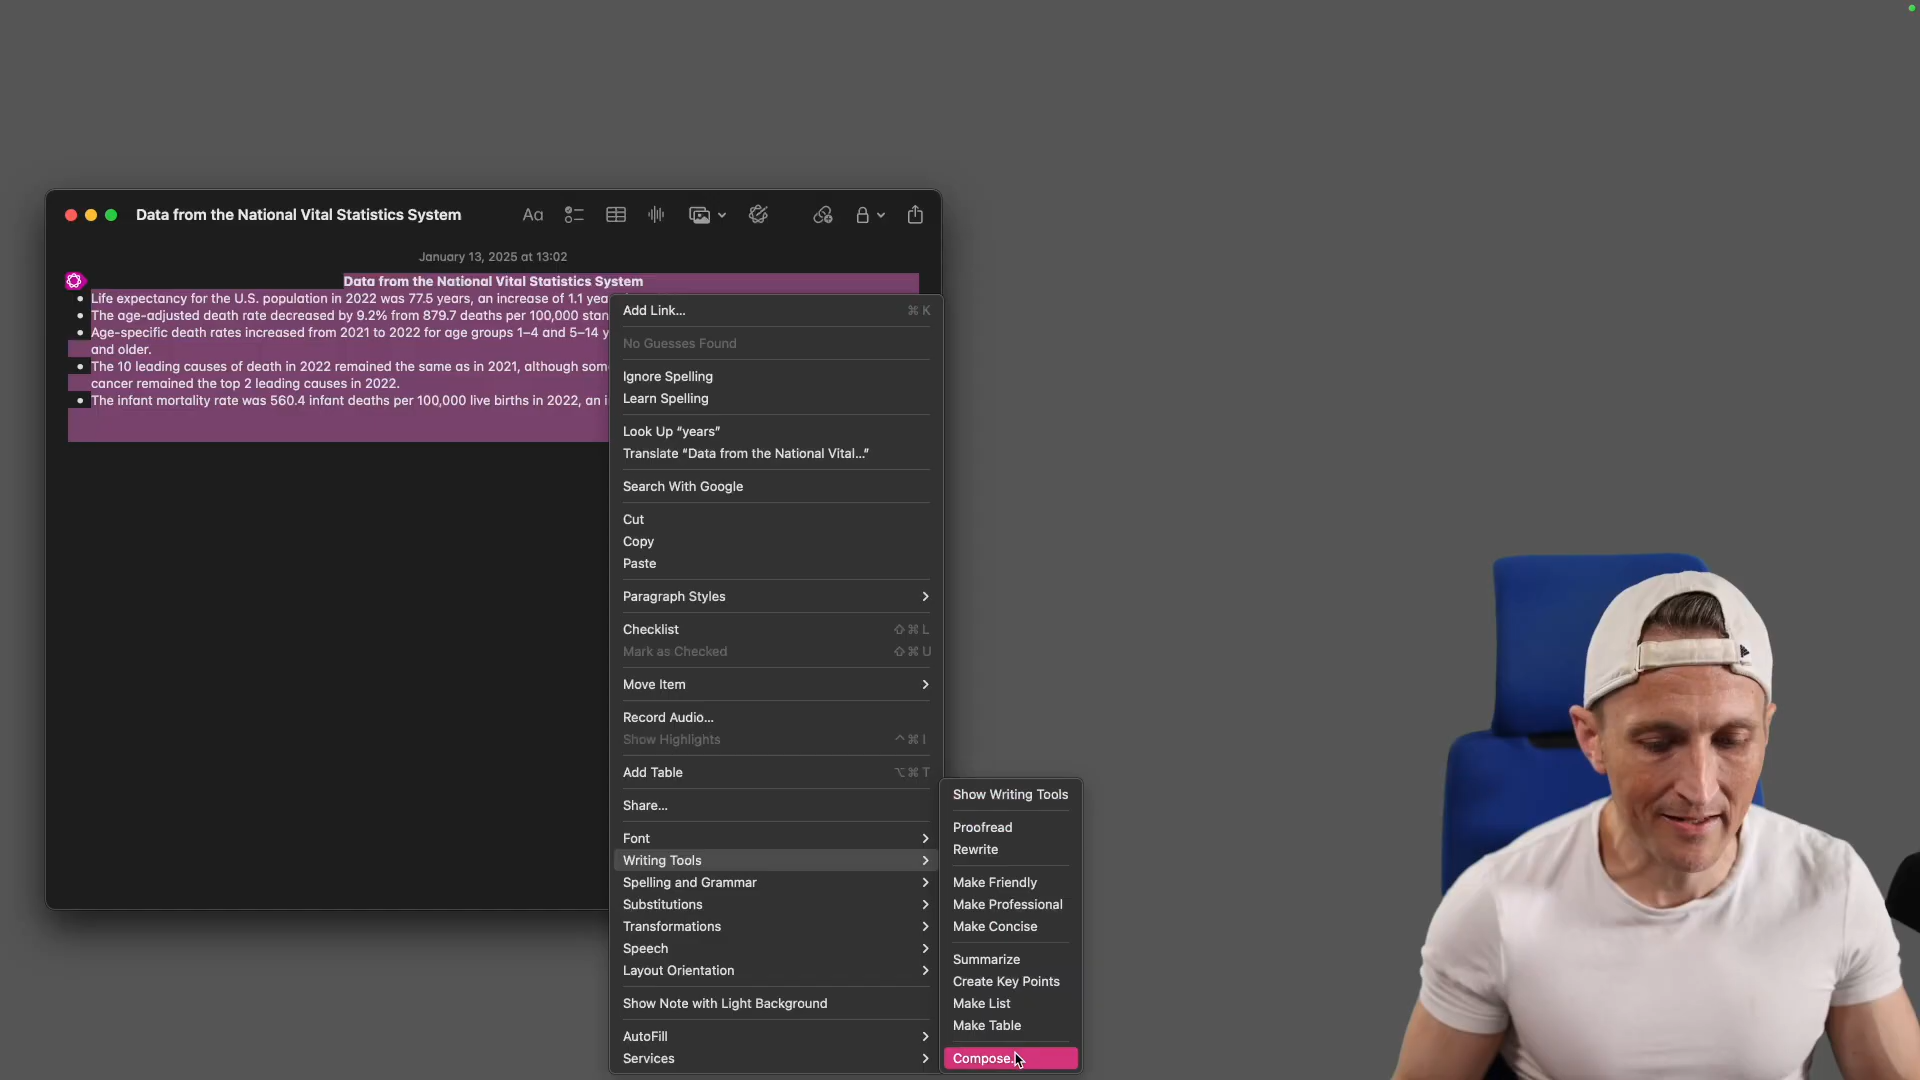 Data from the National Vital Statistics System
Aa
January 13, 2025 at 13:02
Data from the National Vital Statistics System
Life expectancy for the U.S. population in 2022 was 77.5 years, an increase of 1.1
The age-adjusted death rate decreased by 9.2% from 879.7 deaths per 100,000
Age-specific death rates increased from 2021 to 2022 for age groups 1–4 and 5–14
and older.
The 10 leading causes of death in 2022 remained the same as in 2021, although
cancer remained the top 2 leading causes in 2022.
The infant mortality rate was 560.4 infant deaths per 100,000 live births in 2022, an
Add Link... ⌘ K
No Guesses Found
Ignore Spelling
Learn Spelling
Look Up “years”
Translate “Data from the National Vital...”
Search With Google
Cut
Copy
Paste
Paragraph Styles
Checklist ⇧ ⌘ L
Mark as Checked ⇧ ⌘ U
Move Item
Record Audio...
Show Highlights ^ ⌘ I
Add Table ⌥ ⌘ T
Share...
Font
Writing Tools
Spelling and Grammar
Substitutions
Transformations
Speech
Layout Orientation
Show Note with Light Background
AutoFill
Services
Show Writing Tools
Proofread
Rewrite
Make Friendly
Make Professional
Make Concise
Summarize
Create Key Points
Make List
Make Table
Compose...